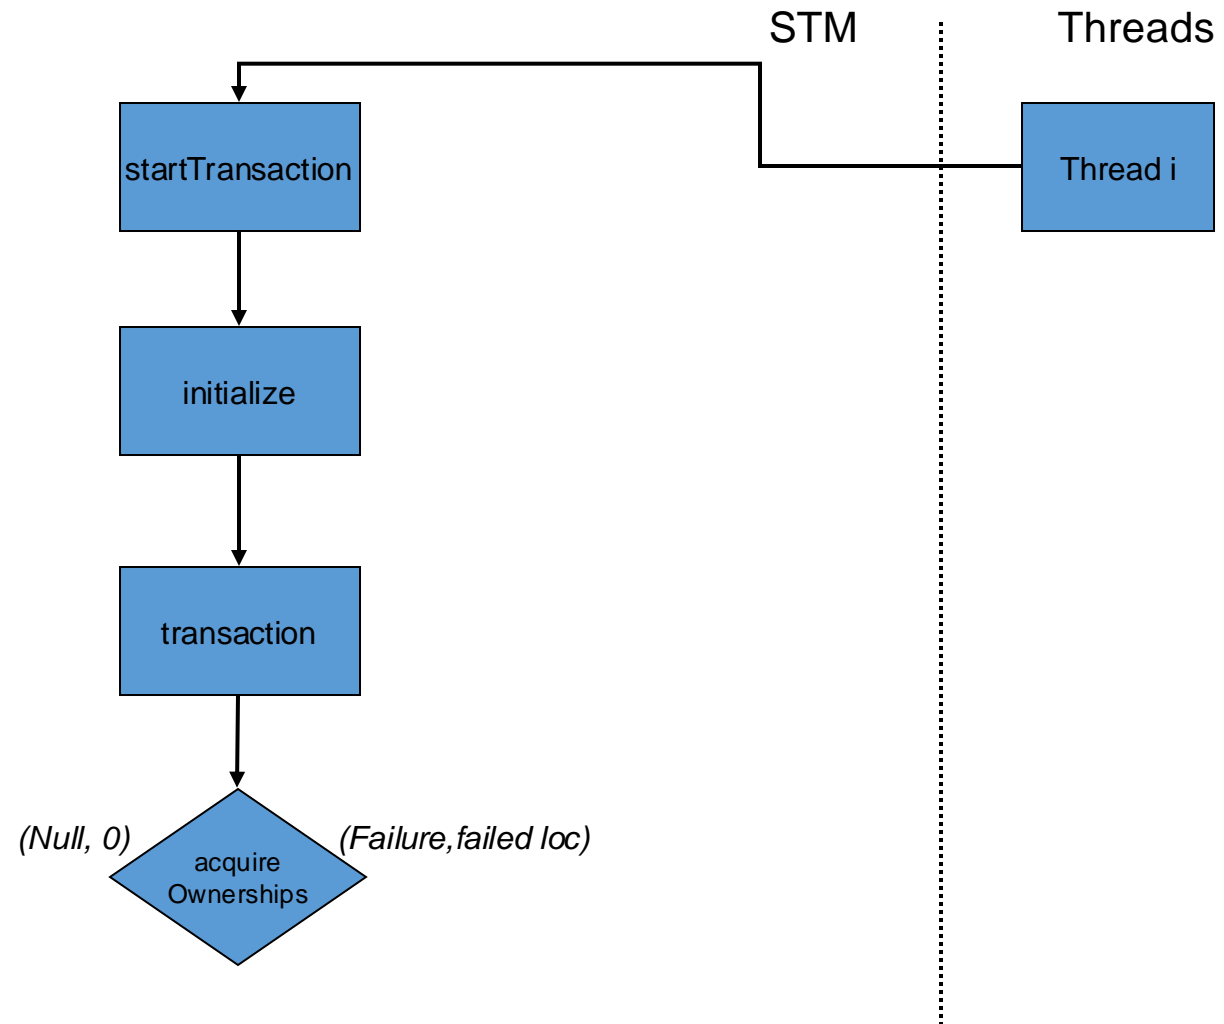 STM
Threads
startTransaction
Thread i
initialize
transaction
(Null, 0)
(Failure,failed loc)
acquire
Ownerships